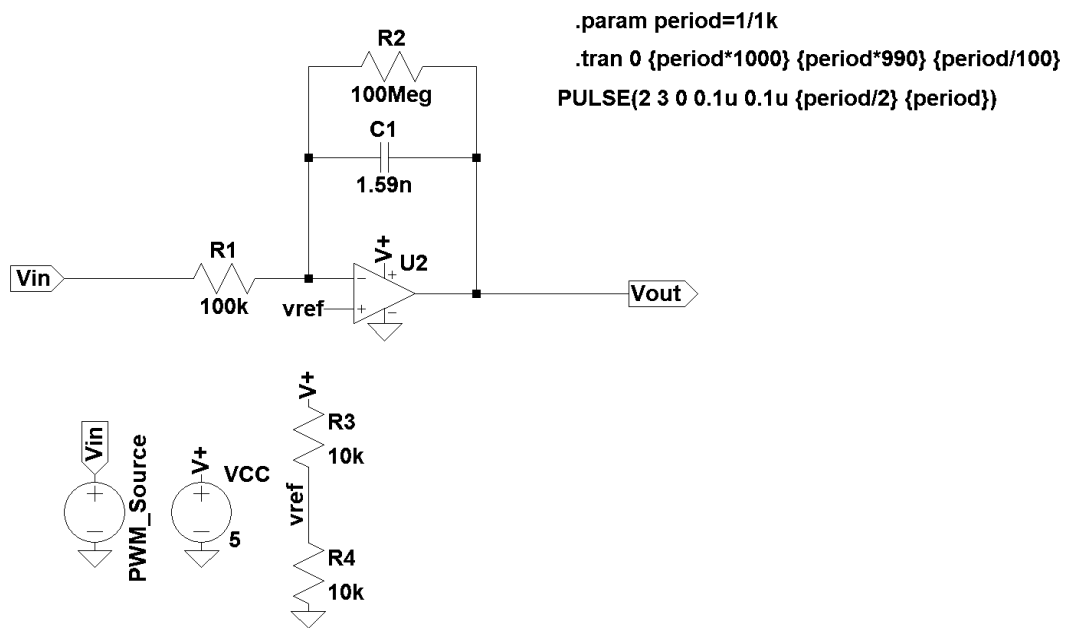 .param period=1/1k
.tran 0 {period*1000} {period*990} {period/100}
PULSE(2 3 0 0.1u 0.1u {period/2} {period})
R2
100Meg
C1
1.59n
V+
U2
R1
100k
Vin
vref
Vout
V+
R3
10k
vref
R4
10k
Vin
PWM_Source
V+
VCC
5